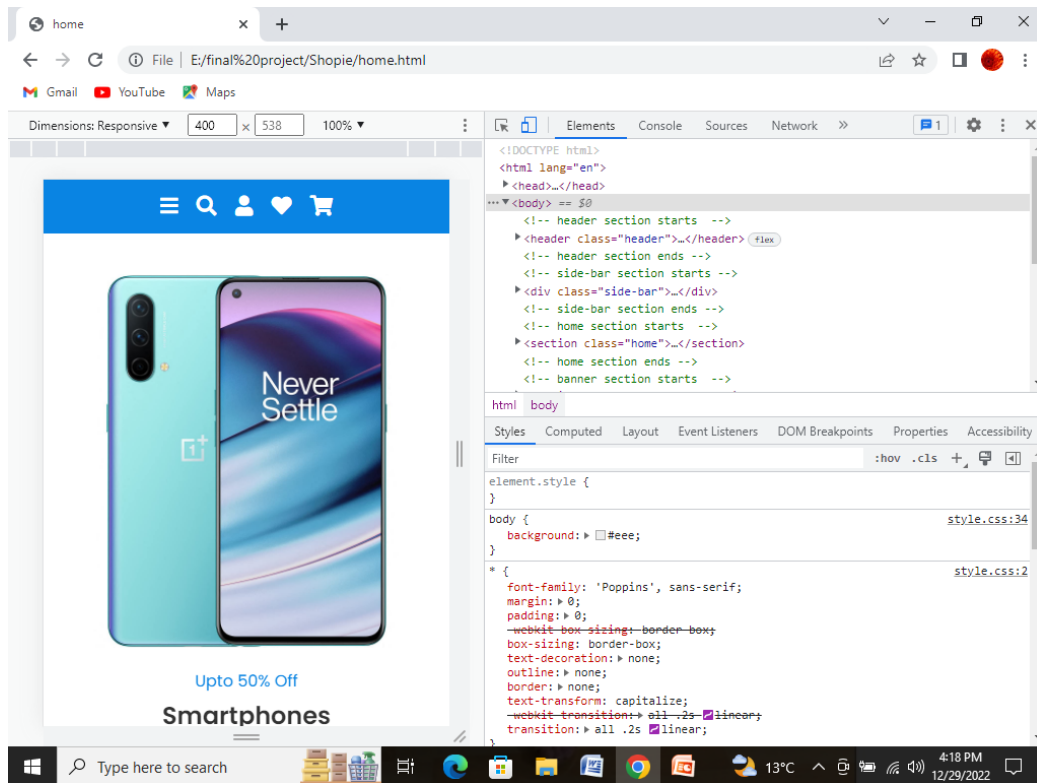 home
File E:/final%20project/Shopie/home.html
Gmail YouTube Maps
Dimensions: Responsive ▼ 400 × 538 100% ▼
Never
Settle
Upto 50% Off
Smartphones
Elements Console Sources Network » 1
<!DOCTYPE html>
<html lang="en">
▶<head>…</head>
··· ▼<body> == $0
<!-- header section starts -->
▶<header class="header">…</header> flex
<!-- header section ends -->
<!-- side-bar section starts -->
▶<div class="side-bar">…</div>
<!-- side-bar section ends -->
<!-- home section starts -->
▶<section class="home">…</section>
<!-- home section ends -->
<!-- banner section starts -->
html body
Styles Computed Layout Event Listeners DOM Breakpoints Properties Accessibility
Filter :hov .cls +
element.style {
}
body { style.css:34
background: ▶ #eee;
}
* { style.css:2
font-family: 'Poppins', sans-serif;
margin: ▶ 0;
padding: ▶ 0;
-webkit-box-sizing: border-box;
box-sizing: border-box;
text-decoration: ▶ none;
outline: ▶ none;
border: ▶ none;
text-transform: capitalize;
-webkit-transition: ▶ all .2s linear;
transition: ▶ all .2s linear;
}
Type here to search 13°C 4:18 PM
12/29/2022